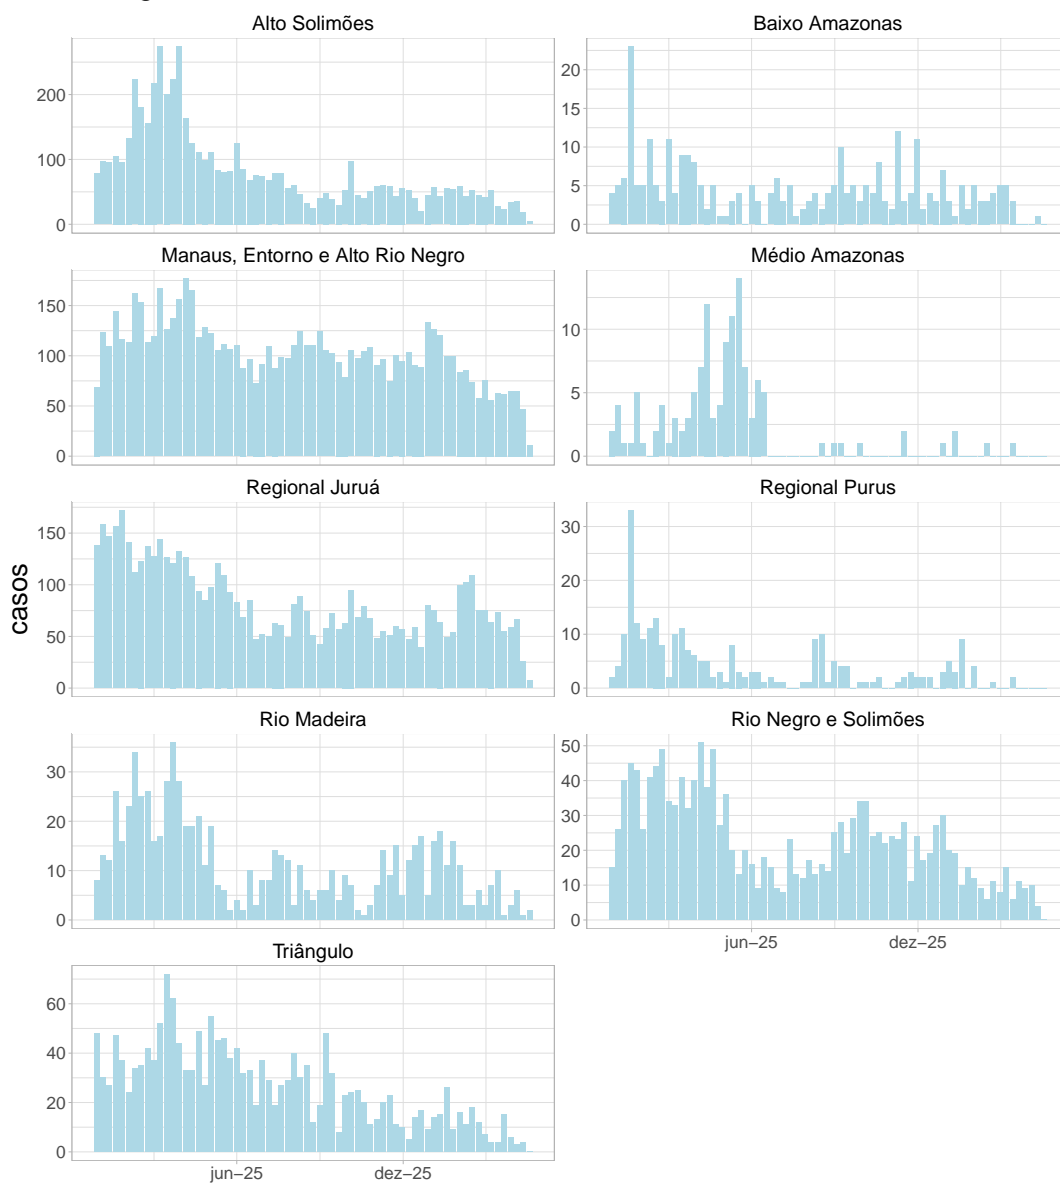 Alto Solimões
Baixo Amazonas
200
100
0
20
15
10
5
0
Manaus, Entorno e Alto Rio Negro
Médio Amazonas
150
100
50
0
10
5
0
Regional Juruá
Regional Purus
150
100
50
0
30
20
10
0
casos
Rio Madeira
Rio Negro e Solimões
30
20
10
0
50
40
30
20
10
0
jun−25
dez−25
Triângulo
60
40
20
0
jun−25
dez−25